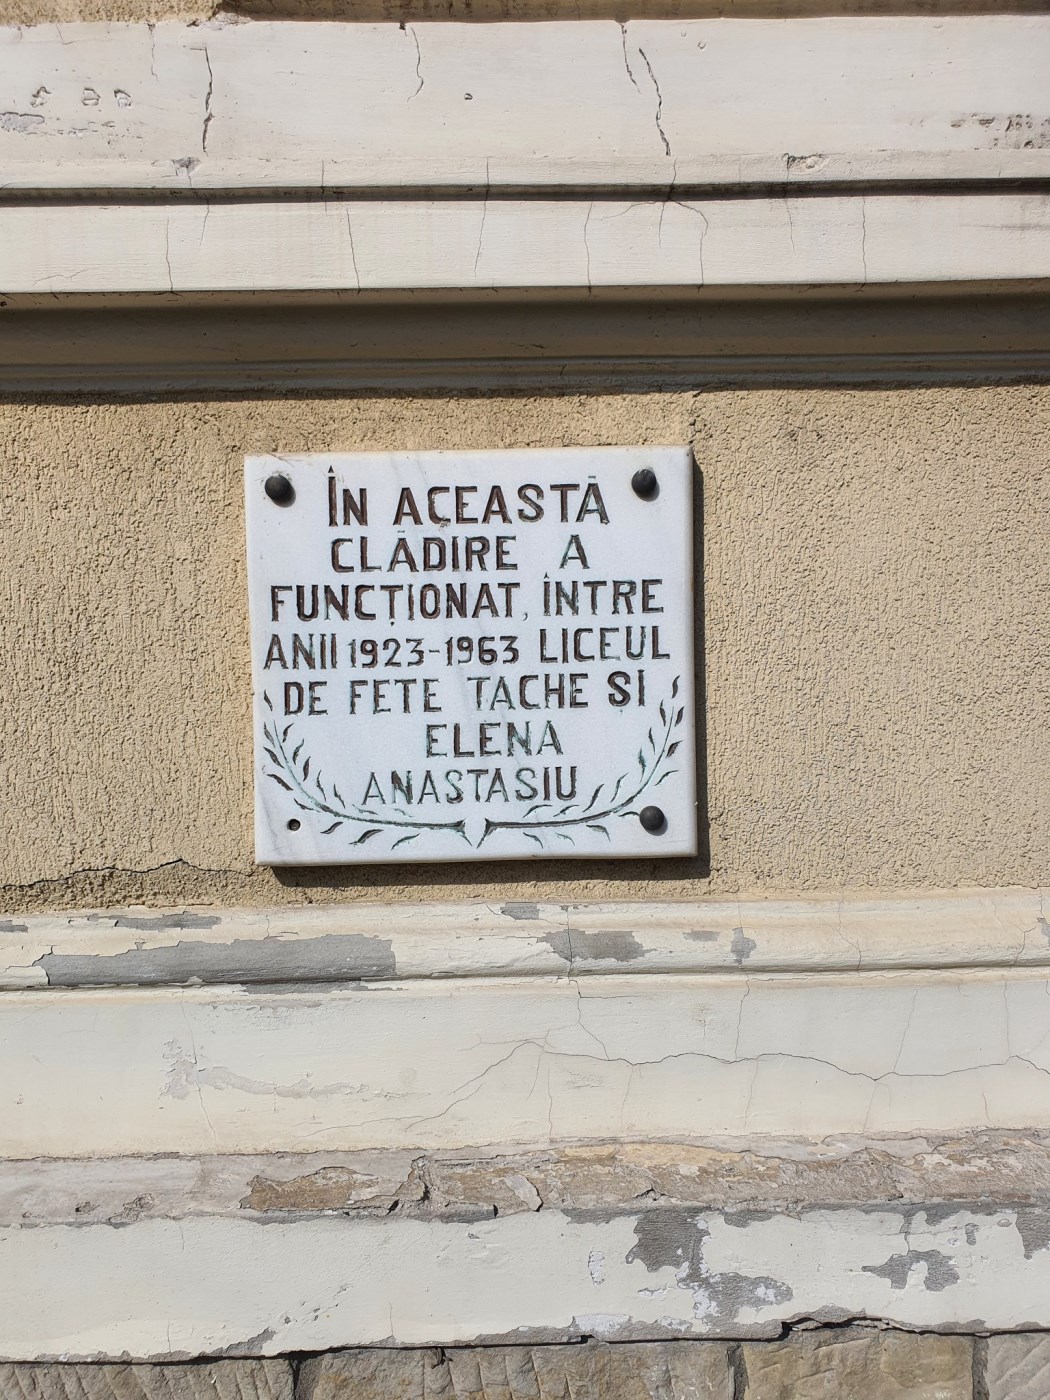 ÎN ACEASTĂ
CLĂDIRE A
FUNCȚIONAT, ÎNTRE
ANII 1923-1963 LICEUL
DE FETE TACHE ȘI
ELENA
ANASTASIU